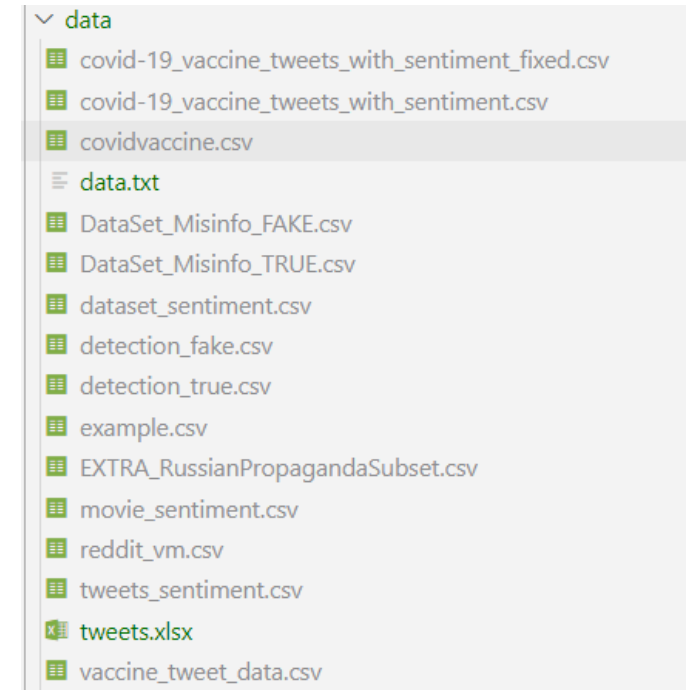 data
covid-19_vaccine_tweets_with_sentiment_fixed.csv
covid-19_vaccine_tweets_with_sentiment.csv
covidvaccine.csv
data.txt
DataSet_Misinfo_FAKE.csv
DataSet_Misinfo_TRUE.csv
dataset_sentiment.csv
detection_fake.csv
detection_true.csv
example.csv
EXTRA_RussianPropagandaSubset.csv
movie_sentiment.csv
reddit_vm.csv
tweets_sentiment.csv
tweets.xlsx
vaccine_tweet_data.csv